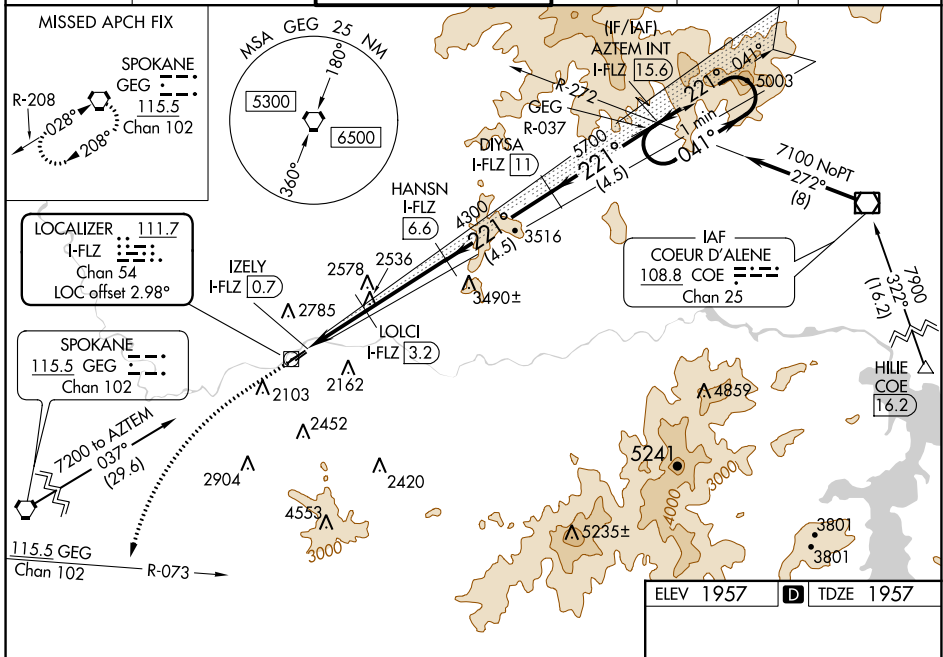 MISSED APCH FIX
SPOKANE
GEG
115.5
Chan 102
R-208
028°
208°
MSA GEG 25 NM
180°
5300
6500
360°
(IF/IAF)
AZTEM INT
I-FLZ 15.6
R-272
GEG
R-037
DIYSA
I-FLZ 11
HANSN
I-FLZ 6.6
5700
221°
(4.5)
4300
221°
(4.5)
221°
041°
1 min
041°
5003
7100 NoPT
272°
(8)
IAF
COEUR D'ALENE
108.8 COE
Chan 25
7900
322°
(16.2)
HILIE
COE
16.2
LOCALIZER 111.7
I-FLZ
Chan 54
LOC offset 2.98°
IZELY
I-FLZ 0.7
2578
2536
2785
3516
3490±
LOLCI
I-FLZ 3.2
SPOKANE
115.5 GEG
Chan 102
2103
2162
7200 to AZTEM
037°
(29.6)
2452
2904
2420
4553
3000
4859
5241
4000
3000
5235±
3801
3801
115.5 GEG
Chan 102
R-073
ELEV 1957 D TDZE 1957